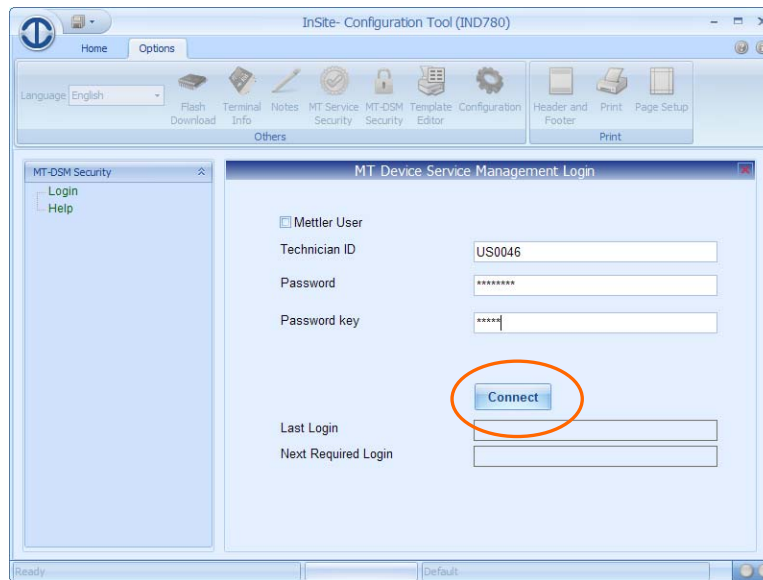 InSite- Configuration Tool (IND780)
Home Options
Language English
Flash Download
Terminal Info
Notes
MT Service Security
MT-DSM Security
Template Editor
Configuration
Header and Footer
Print
Page Setup
Others
Print
MT-DSM Security
Login
Help
MT Device Service Management Login
Mettler User
Technician ID US0046
Password ********
Password key *****
Connect
Last Login
Next Required Login
Ready Default